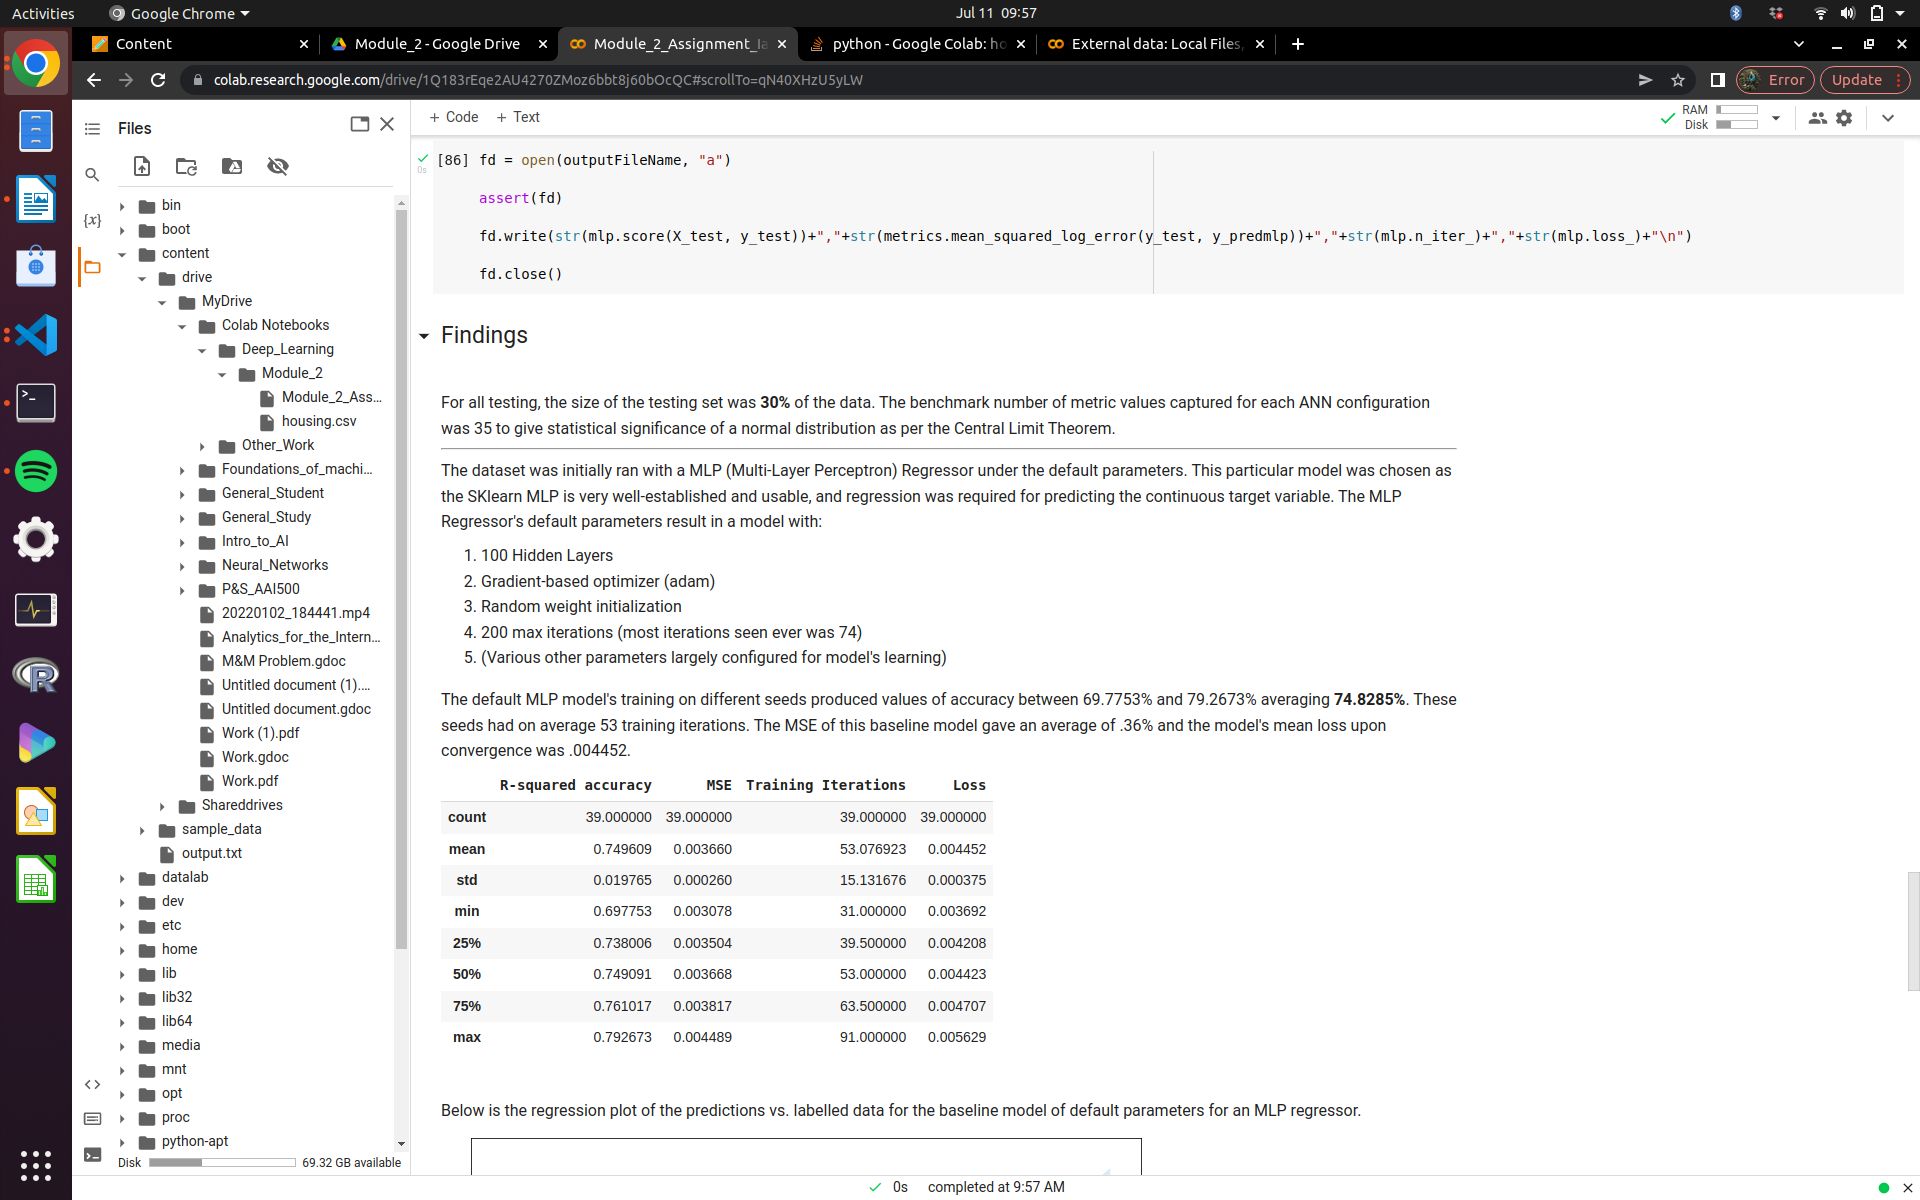 Activities
Google Chrome
Jul 11 09:57
Content
Module_2 - Google Drive
Module_2_Assignment_Ia
python - Google Colab: ho
External data: Local Files,
colab.research.google.com/drive/1Q183rEqe2AU4270ZMoz6bbt8j60bOcQC#scrollTo=qN40XHzU5yLW
Error
Update
Files
+ Code + Text
RAM
Disk
{x}
bin
boot
content
drive
MyDrive
Colab Notebooks
Deep_Learning
Module_2
Module_2_Ass...
housing.csv
Other_Work
Foundations_of_machi...
General_Student
General_Study
Intro_to_AI
Neural_Networks
P&S_AAI500
20220102_184441.mp4
Analytics_for_the_Intern...
M&M Problem.gdoc
Untitled document (1)....
Untitled document.gdoc
Work (1).pdf
Work.gdoc
Work.pdf
Shareddrives
sample_data
output.txt
datalab
dev
etc
home
lib
lib32
lib64
media
mnt
opt
proc
python-apt
Disk 69.32 GB available
0s
[86] fd = open(outputFileName, "a")
assert(fd)
fd.write(str(mlp.score(X_test, y_test))+","+str(metrics.mean_squared_log_error(y_test, y_predmlp))+","+str(mlp.n_iter_)+","+str(mlp.loss_)+"\n")
fd.close()
Findings
For all testing, the size of the testing set was 30% of the data. The benchmark number of metric values captured for each ANN configuration
was 35 to give statistical significance of a normal distribution as per the Central Limit Theorem.
The dataset was initially ran with a MLP (Multi-Layer Perceptron) Regressor under the default parameters. This particular model was chosen as
the SKlearn MLP is very well-established and usable, and regression was required for predicting the continuous target variable. The MLP
Regressor's default parameters result in a model with:
1. 100 Hidden Layers
2. Gradient-based optimizer (adam)
3. Random weight initialization
4. 200 max iterations (most iterations seen ever was 74)
5. (Various other parameters largely configured for model's learning)
The default MLP model's training on different seeds produced values of accuracy between 69.7753% and 79.2673% averaging 74.8285%. These
seeds had on average 53 training iterations. The MSE of this baseline model gave an average of .36% and the model's mean loss upon
convergence was .004452.
R-squared accuracy MSE Training Iterations Loss
count 39.000000 39.000000 39.000000 39.000000
mean 0.749609 0.003660 53.076923 0.004452
std 0.019765 0.000260 15.131676 0.000375
min 0.697753 0.003078 31.000000 0.003692
25% 0.738006 0.003504 39.500000 0.004208
50% 0.749091 0.003668 53.000000 0.004423
75% 0.761017 0.003817 63.500000 0.004707
max 0.792673 0.004489 91.000000 0.005629
Below is the regression plot of the predictions vs. labelled data for the baseline model of default parameters for an MLP regressor.
0s completed at 9:57 AM